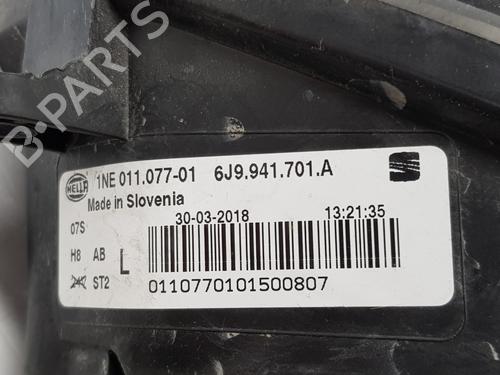 B-PARTS
HELLA
1NE 011.077-01 6J9.941.701.A
Made in Slovenia
30-03-2018 13:21:35
07S
H8 AB
L
ST2
0110770101500807